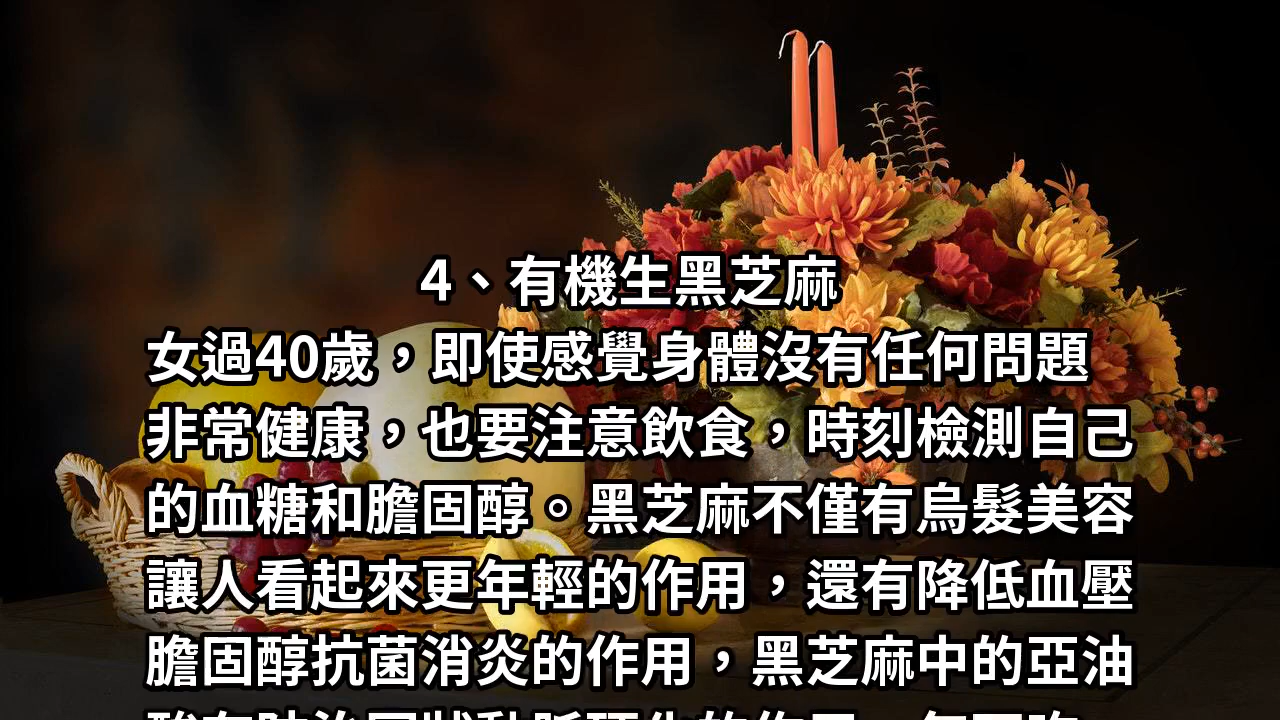 4、有機生黑芝麻
女過40歲，即使感覺身體沒有任何問題
非常健康，也要注意飲食，時刻檢測自己
的血糖和膽固醇。黑芝麻不僅有烏髮美容
讓人看起來更年輕的作用，還有降低血壓
膽固醇抗菌消炎的作用，黑芝麻中的亞油